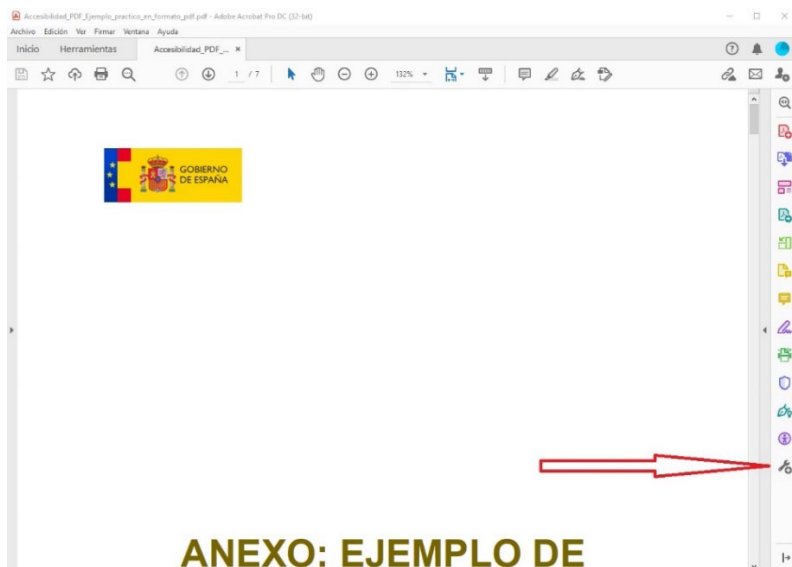 Accesibilidad_PDF_Ejemplo_practico_en_formato_pdf.pdf - Adobe Acrobat Pro DC (32-bit)
Archivo Edición Ver Firmar Ventana Ayuda
Inicio Herramientas Accesibilidad_PDF_... ×
1 / 7 132%
GOBIERNO
DE ESPAÑA
ANEXO: EJEMPLO DE